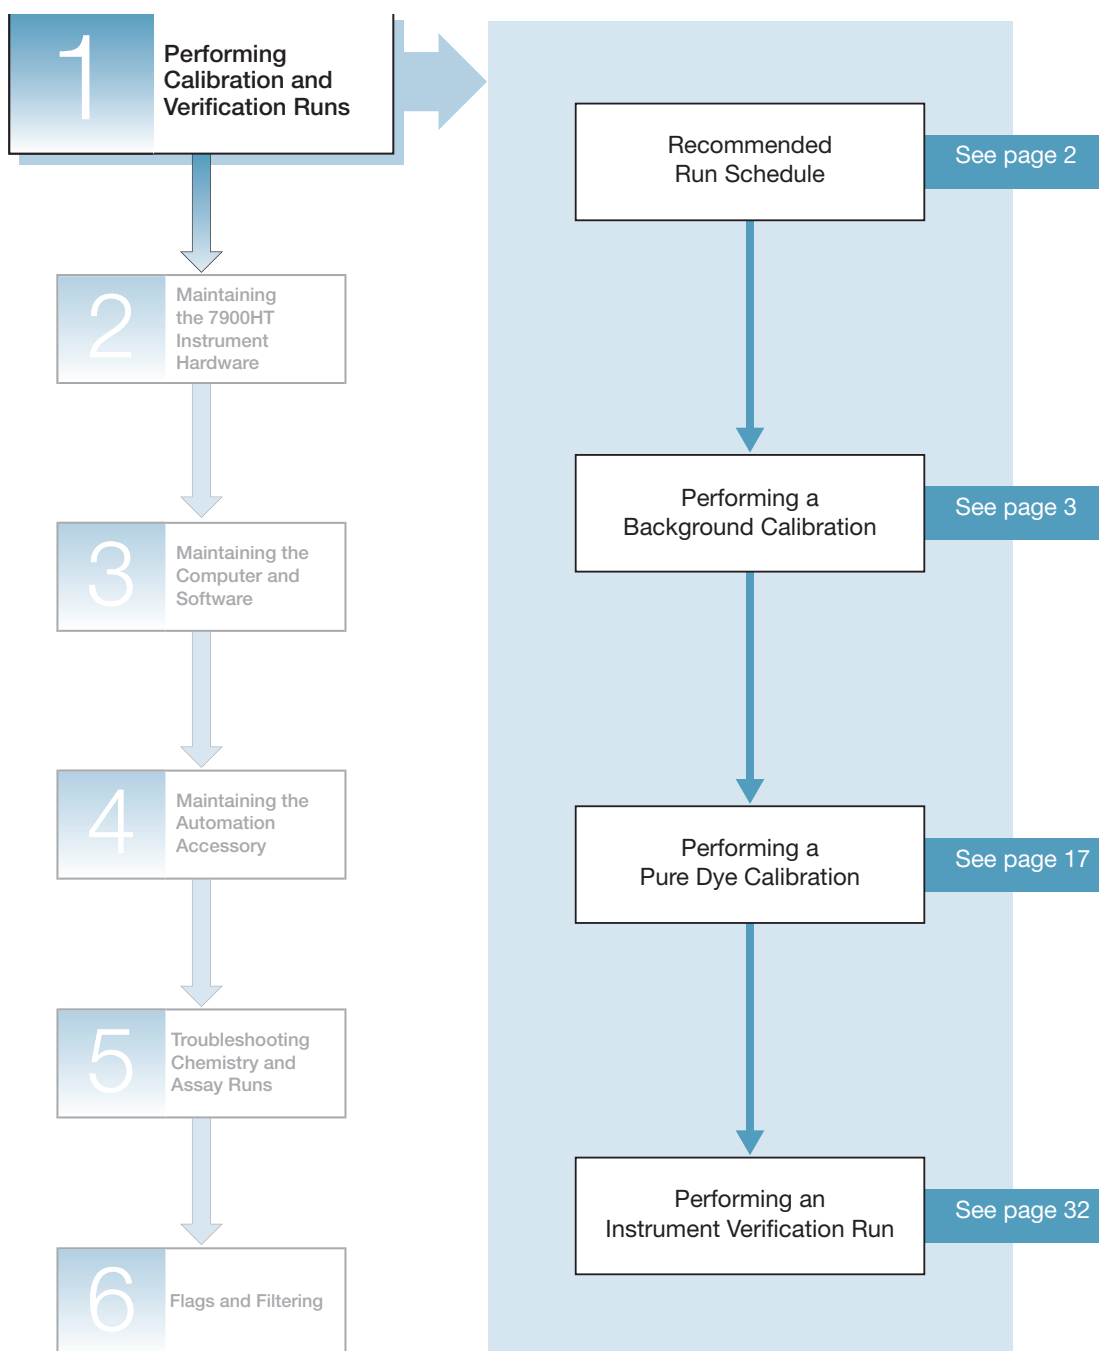 1
Performing
Calibration and
Verification Runs
2
Maintaining
the 7900HT
Instrument
Hardware
3
Maintaining the
Computer and
Software
4
Maintaining the
Automation
Accessory
5
Troubleshooting
Chemistry and
Assay Runs
6
Flags and Filtering
Recommended
Run Schedule
See page 2
Performing a
Background Calibration
See page 3
Performing a
Pure Dye Calibration
See page 17
Performing an
Instrument Verification Run
See page 32